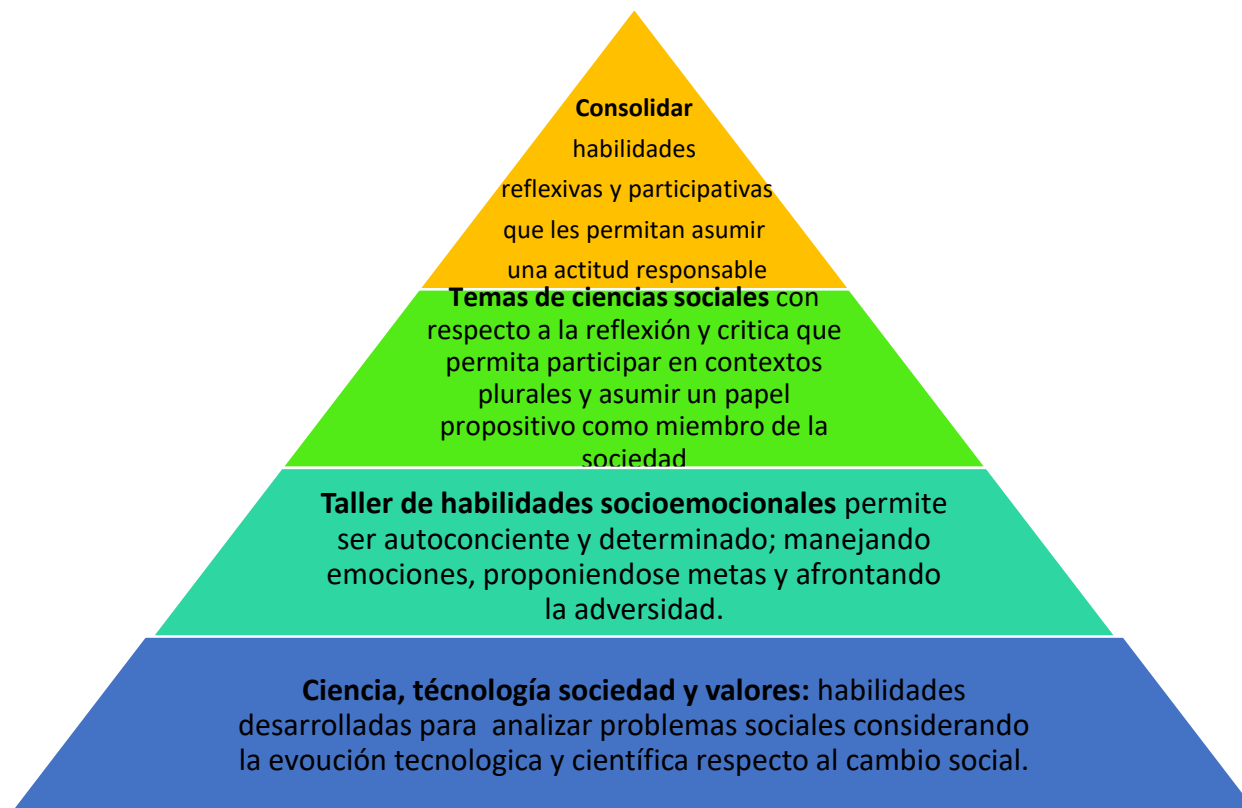 Consolidar
habilidades
reflexivas y participativas
que les permitan asumir
una actitud responsable
Temas de ciencias sociales con
respecto a la reflexión y critica que
permita participar en contextos
plurales y asumir un papel
propositivo como miembro de la
sociedad
Taller de habilidades socioemocionales permite
ser autoconciente y determinado; manejando
emociones, proponiendose metas y afrontando
la adversidad.
Ciencia, técnología sociedad y valores: habilidades
desarrolladas para analizar problemas sociales considerando
la evoución tecnologica y científica respecto al cambio social.